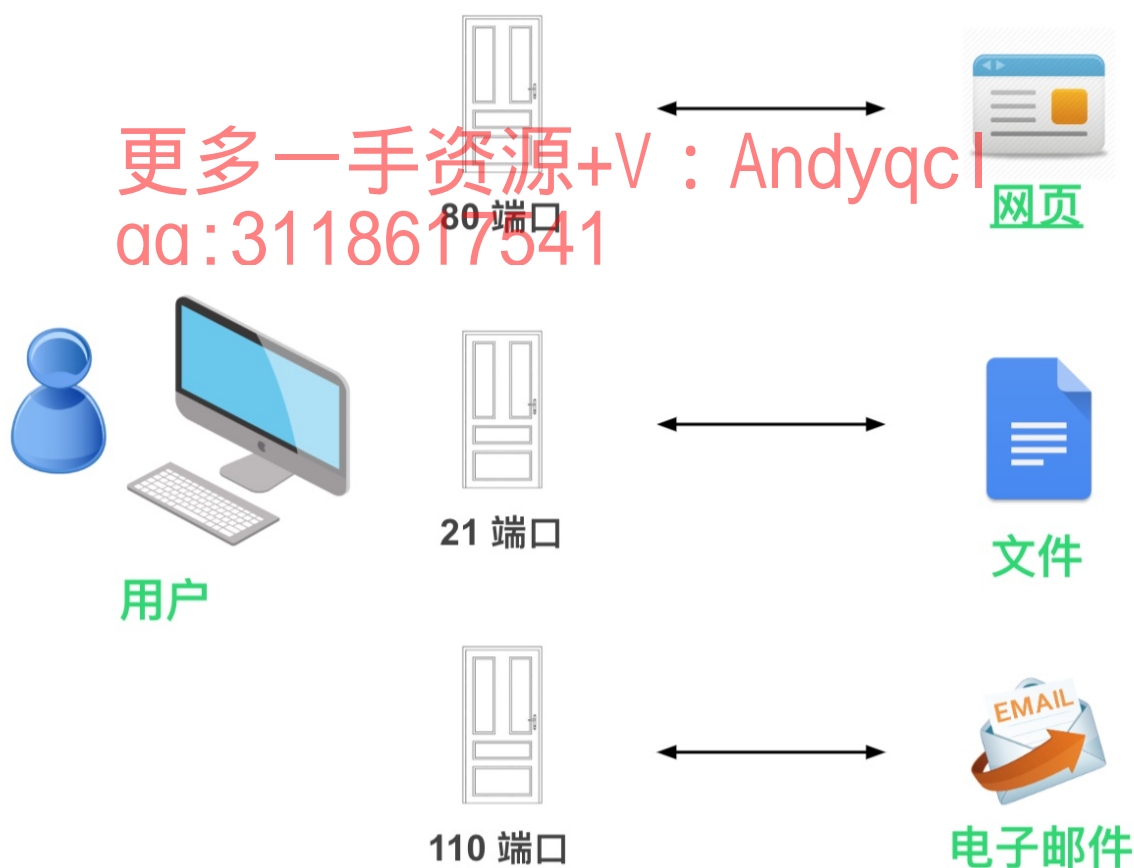 更多一手资源+V：Andyqcl
80 端口
网页
qq:3118617541
21 端口
文件
用户
EMAIL
110 端口
电子邮件